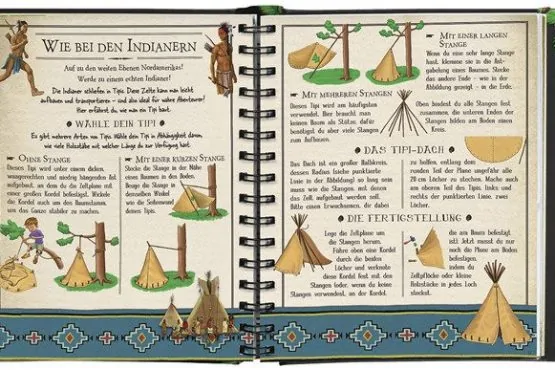 Wie bei den Indianern
Auf zu den weiten Ebenen Nordamerikas!
Werde zu einem echten Indianer!
Die Indianer schliefen in Tipis. Diese Zelte kann man leicht
aufbauen und transportieren – und also ideal für wahre Abenteurer!
Hier erfährst du, wie man ein Tipi baut.
Wähle dein Tipi
Es gibt mehrere Arten von Tipis. Wähle dein Tipi in Abhängigkeit davon,
wie viele Holzstäbe mit welcher Länge du zur Verfügung hast.
Ohne Stange
Dieses Tipi wird unter einem dicken,
waagerechten und niedrig hängenden Ast
aufgebaut, an dem du die Zeltplane mit
einer großen Kordel befestigst. Wickele
die Kordel auch um den Baumstamm,
um das Ganze stabiler zu machen.
Mit einer kurzen Stange
Stecke die Stange in der Nähe
eines Baumes in den Boden.
Beuge die Stange in
demselben Winkel
wie die Seitenwand
deines Tipis.
Mit einer langen
Stange
Wenn du eine sehr lange Stange
hast, klemme sie in die Ast-
gabelung eines Baumes. Stecke
das andere Ende – wie in der
Abbildung gezeigt – in die Erde.
Mit mehreren Stangen
Dieses Tipi wird am häufigsten
verwendet. Hier braucht man
keinen Baum als Stütze, dafür
benötigst du aber viele Stangen
zum Aufbauen.
Oben bindest du alle Stangen fest
zusammen, die unteren Enden der
Stangen bilden am Boden einen
Kreis.
Das Tipi-Dach
Das Dach ist ein großer Halbkreis,
dessen Radius (siehe punktierte
Linie in der Abbildung) so lang sein
muss wie die Stangen, mit denen
das Zelt aufgebaut werden soll.
Bitte einen Erwachsenen, dir dabei
zu helfen, entlang dem
runden Teil der Plane ungefähr alle
20 cm Löcher zu stechen. Mache auch
am oberen Teil des Tipis, links und
rechts der punktierten Linie, zwei
Löcher.
Die Fertigstellung
Lege die Zeltplane um
die Stangen herum.
Führe oben eine Kordel
durch die beiden
Löcher und verknote
diese Kordel fest mit den
Stangen (oder, wenn du keine
Stangen verwendest, an der Kordel,
die am Baum befestigt
ist). Jetzt musst du nur
noch die Plane am Boden
befestigen,
indem du
Zeltpflöcke oder kleine
Holzstücke in jedes Loch
steckst.